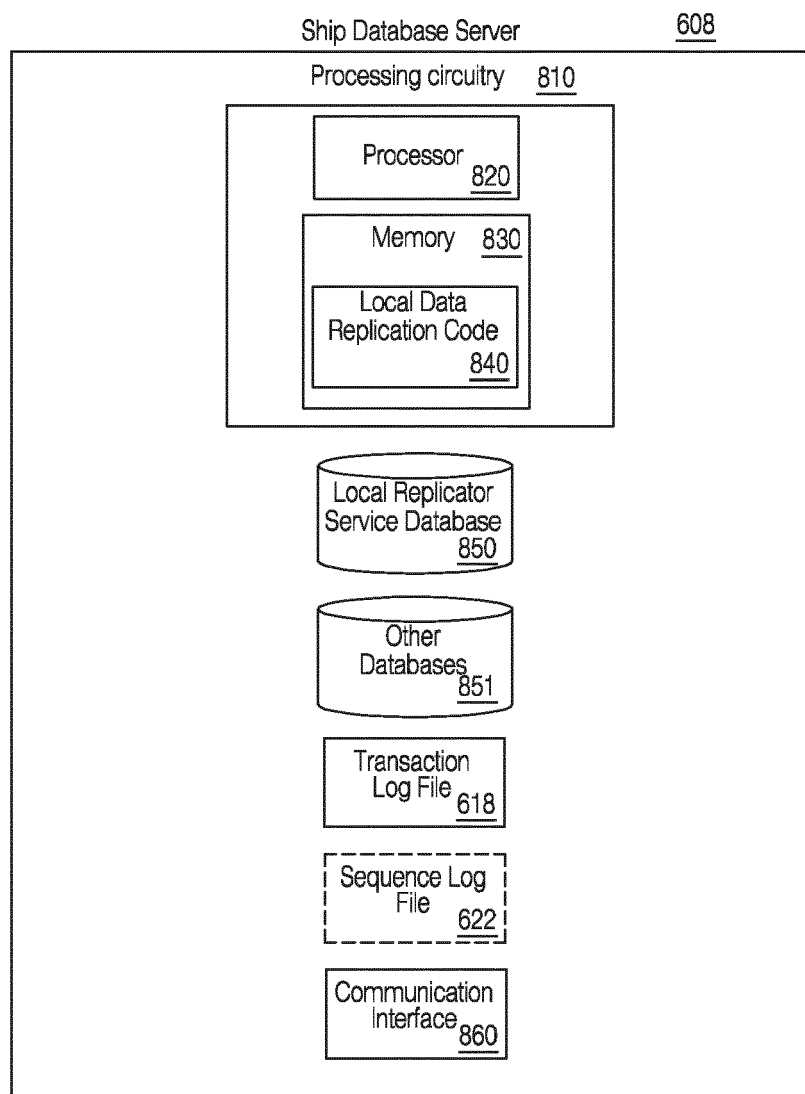 Ship Database Server 608
Processing circuitry 810
Processor
820
Memory 830
Local Data
Replication Code
840
Local Replicator
Service Database
850
Other
Databases
851
Transaction
Log File
618
Sequence Log
File
622
Communication
Interface
860